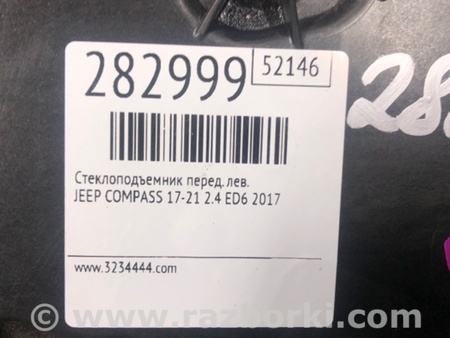 282999
52146
28
Стеклоподъемник перед. лев.
JEEP COMPASS 17-21 2.4 ED6 2017
www.3234444.com
© www.razborki.com